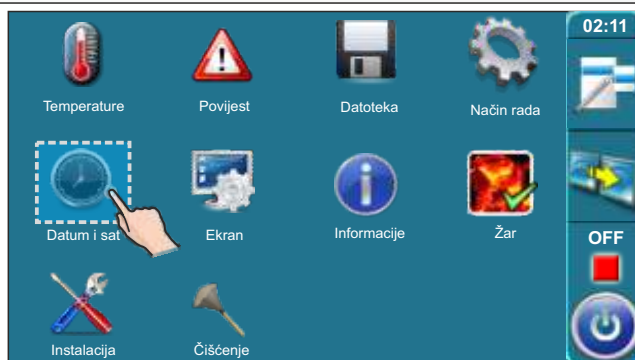 02:11
Temperature
Povijest
Datoteka
Način rada
Datum i sat
Ekran
Informacije
Žar
OFF
Instalacija
Čišćenje